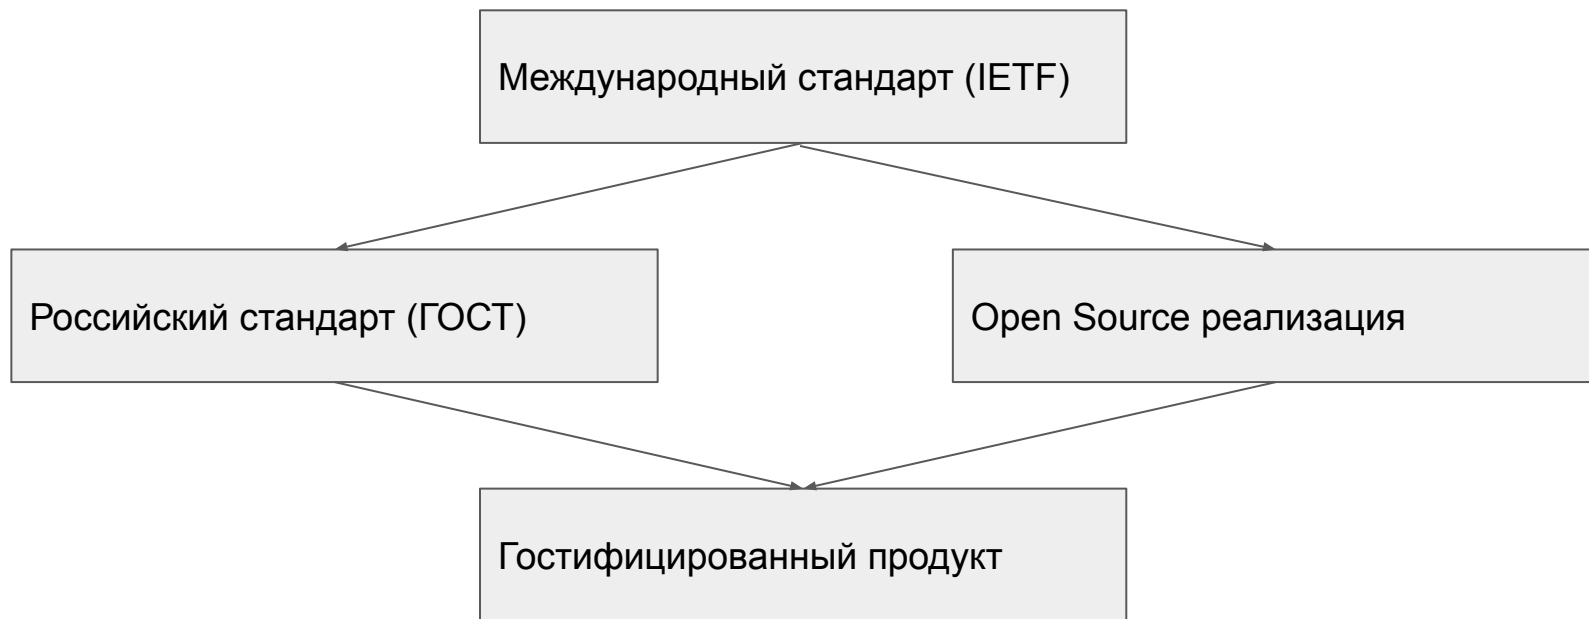 Международный стандарт (IETF)
Российский стандарт (ГОСТ)
Open Source реализация
Гостифицированный продукт